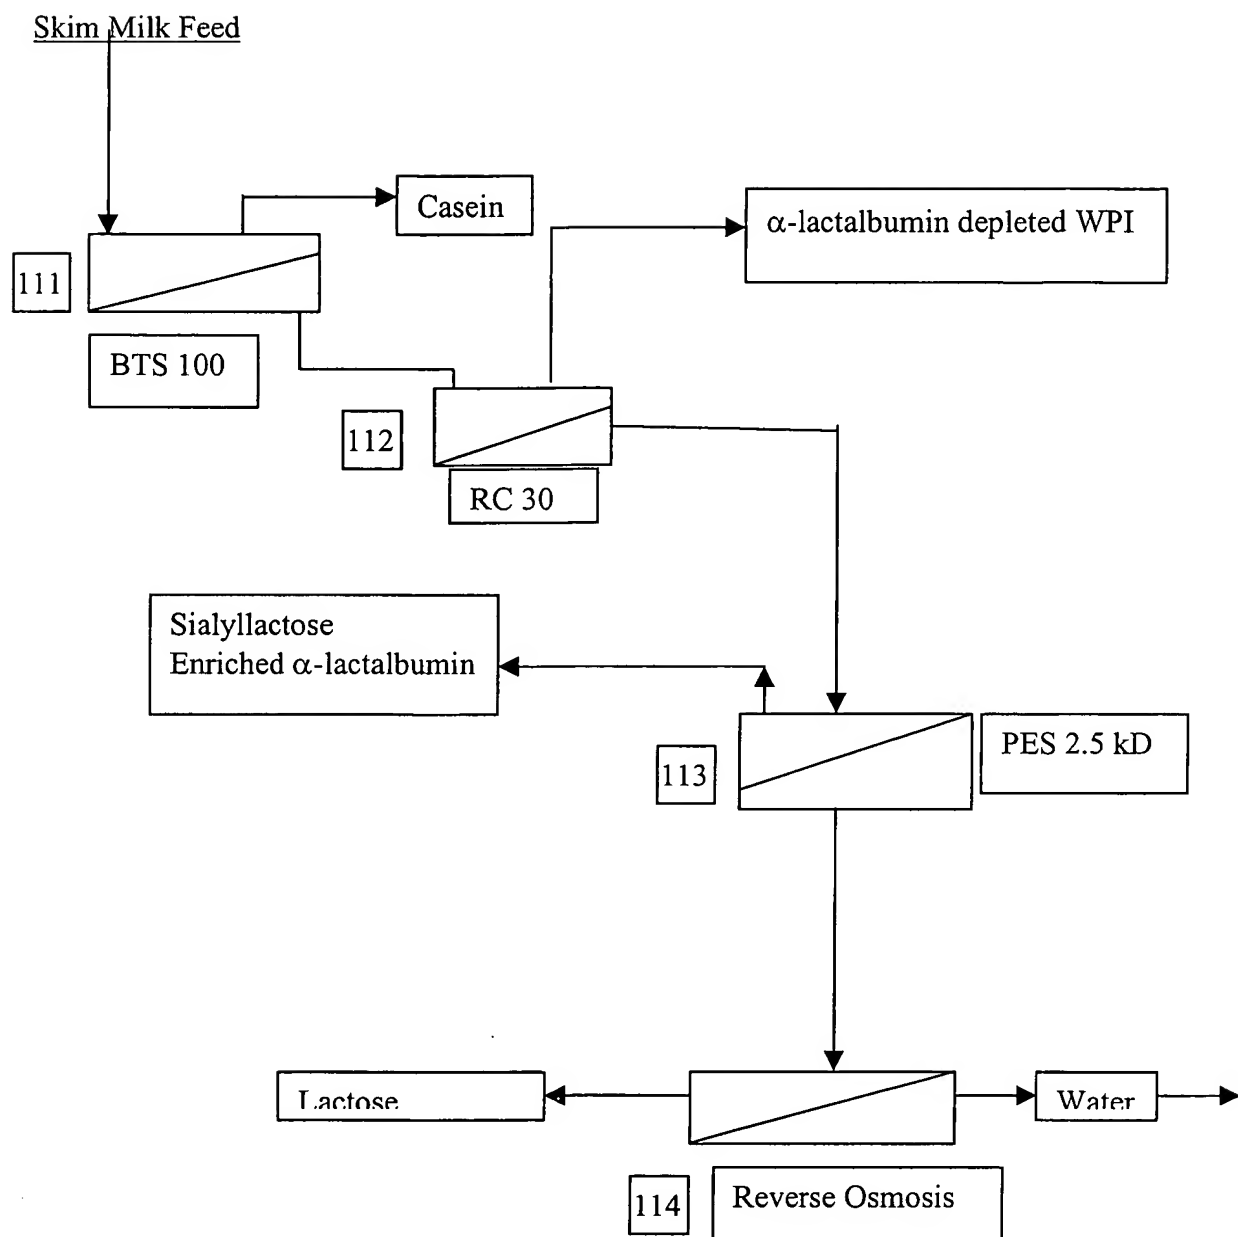 Skim Milk Feed
Casein
α-lactalbumin depleted WPI
111
BTS 100
112
RC 30
Sialyllactose
Enriched α-lactalbumin
PES 2.5 kD
113
Lactose
Water
114
Reverse Osmosis